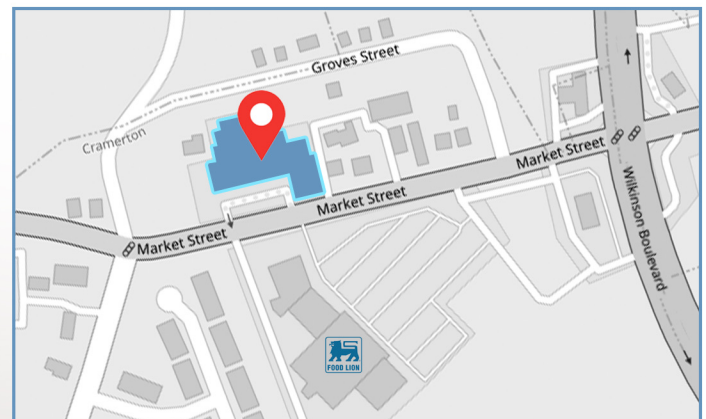 Groves Street
Cramerton
Market Street
Market Street
Market Street
Wilkinson Boulevard
FOOD LION